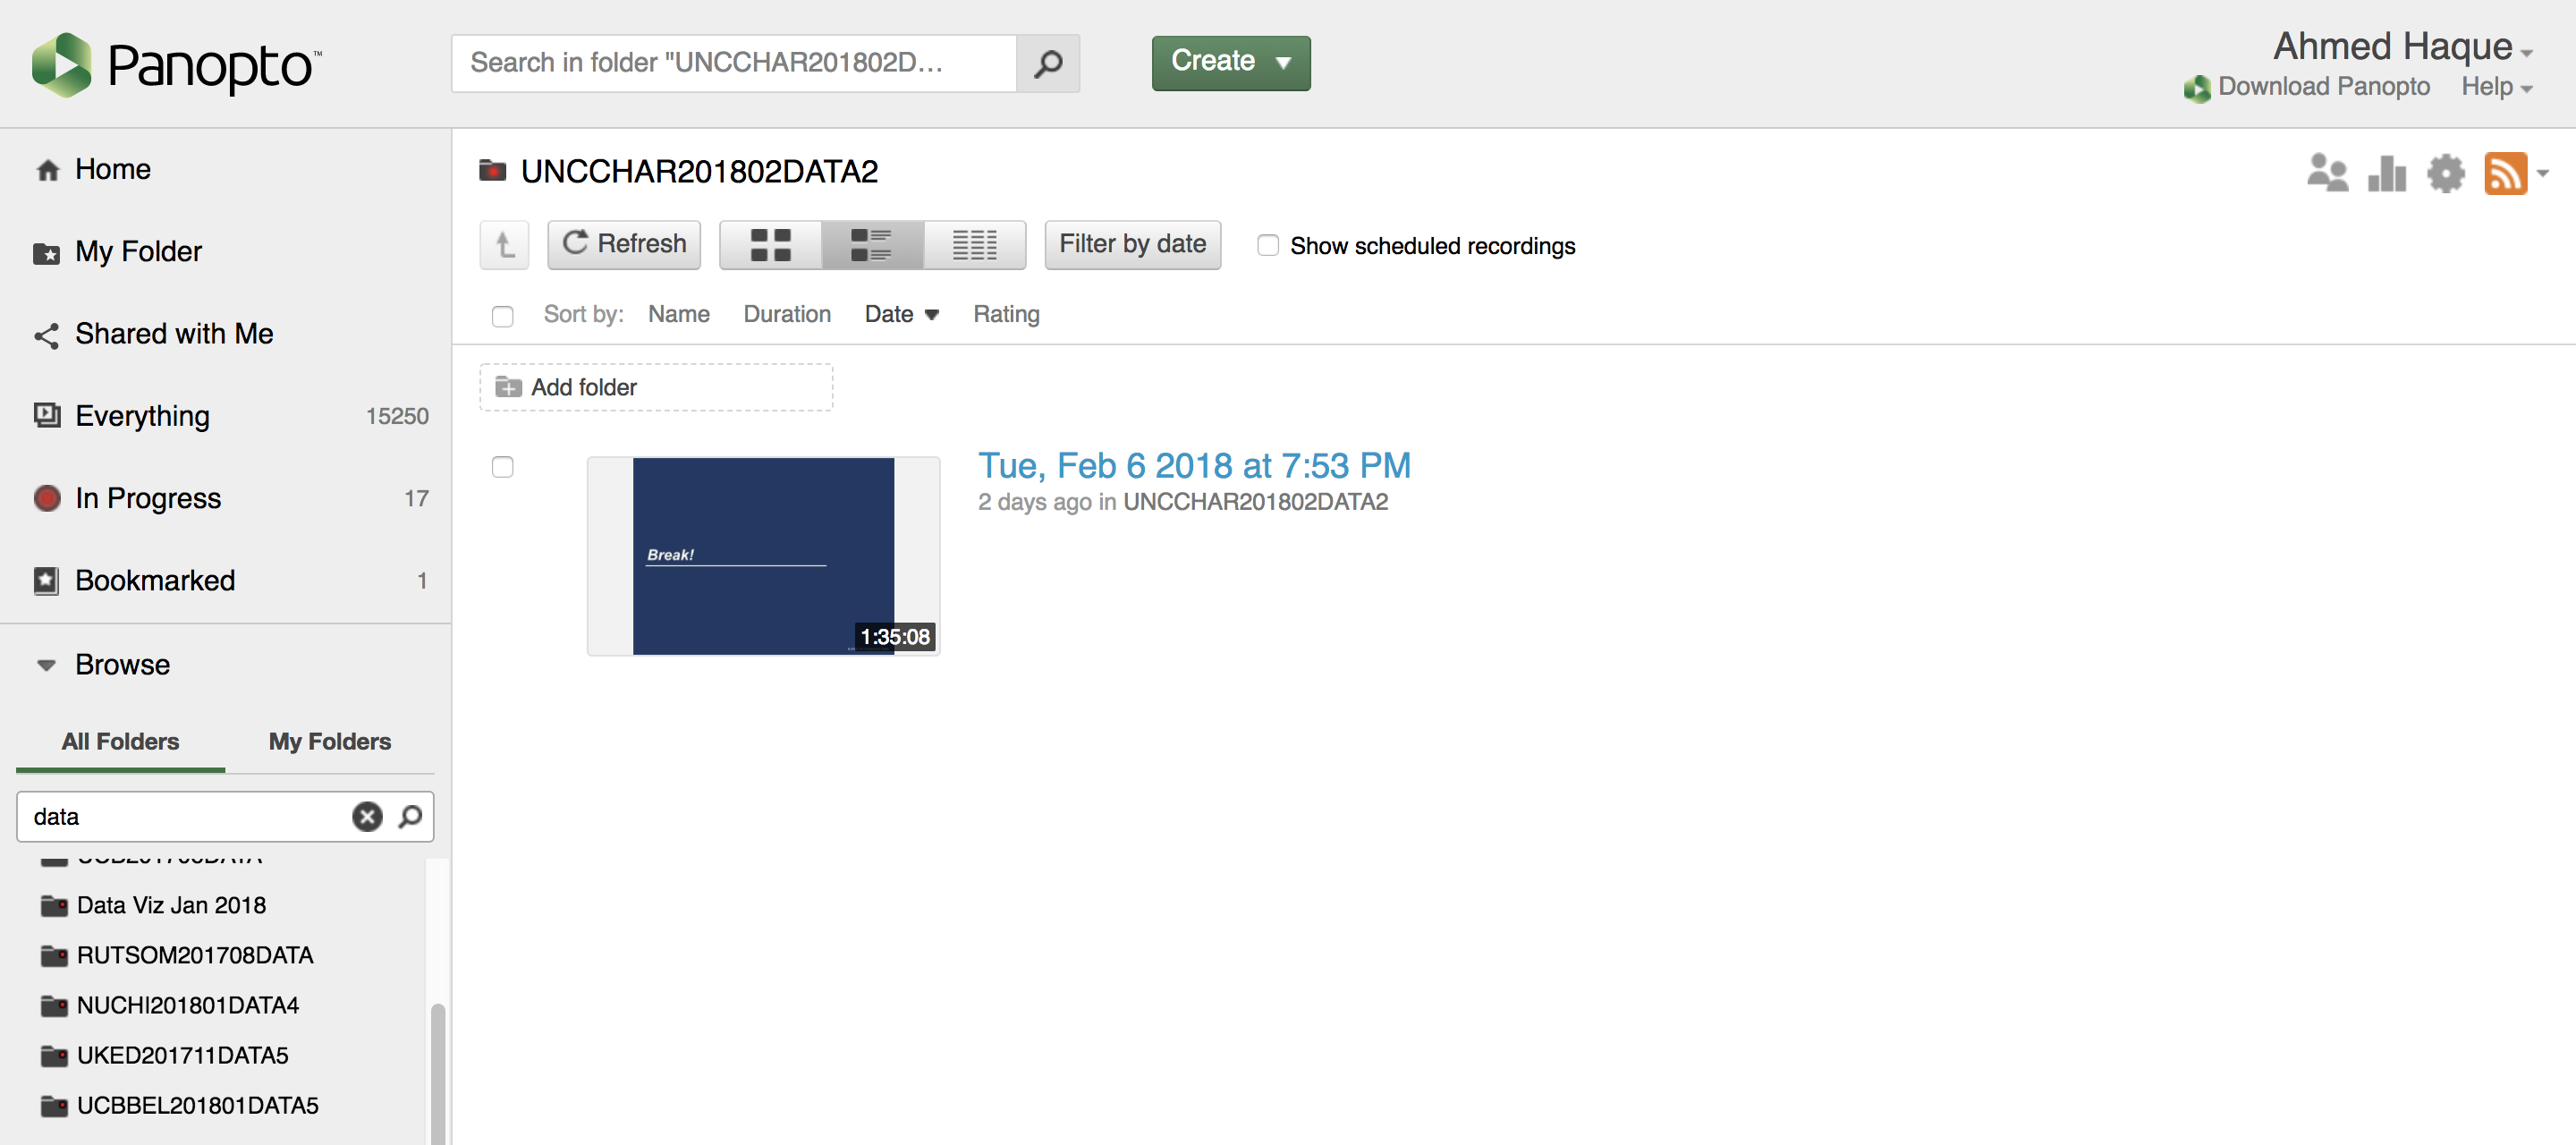 Panopto™
Search in folder "UNCCHAR201802D...
Create
Ahmed Haque
Download Panopto Help
Home
My Folder
Shared with Me
Everything 15250
In Progress 17
Bookmarked 1
Browse
All Folders My Folders
data
Data Viz Jan 2018
RUTSOM201708DATA
NUCHI201801DATA4
UKED201711DATA5
UCBBEL201801DATA5
UNCCHAR201802DATA2
Refresh
Filter by date
Show scheduled recordings
Sort by: Name Duration Date Rating
Add folder
Break!
1:35:08
Tue, Feb 6 2018 at 7:53 PM
2 days ago in UNCCHAR201802DATA2